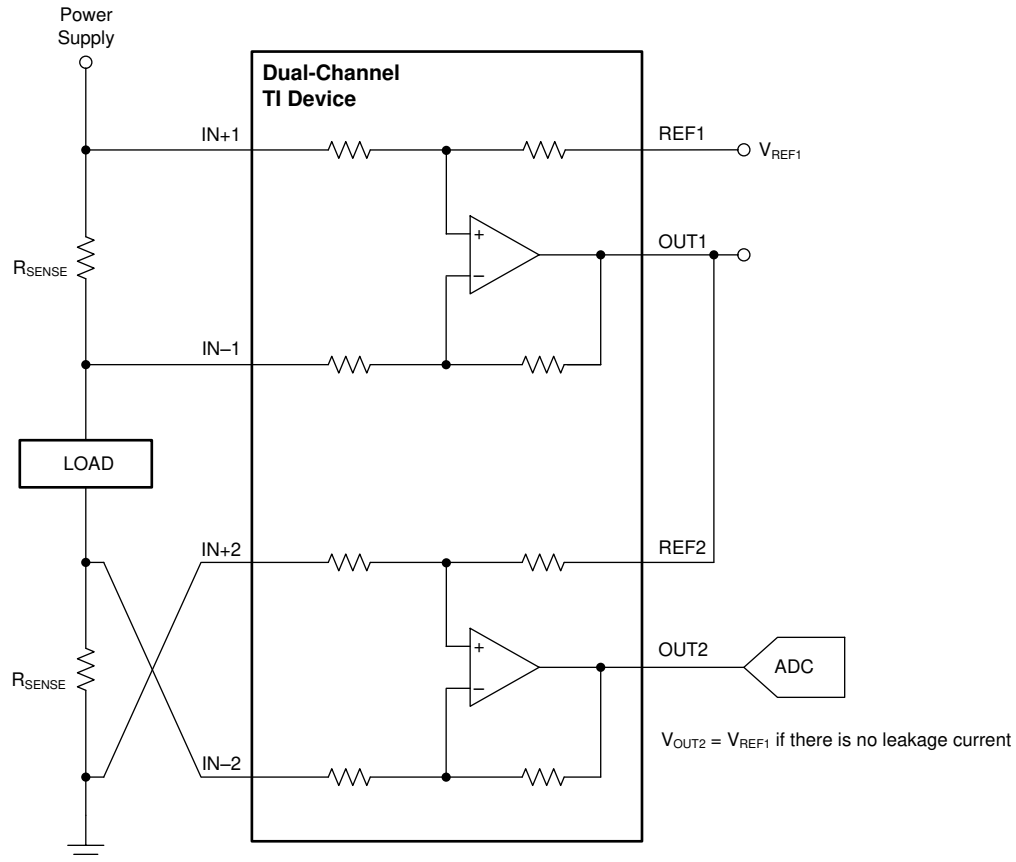 Power
Supply
Dual-Channel
TI Device
IN+1
REF1
VREF1
+
OUT1
RSENSE
–
IN–1
LOAD
IN+2
REF2
+
OUT2
ADC
RSENSE
–
VOUT2 = VREF1 if there is no leakage current
IN–2